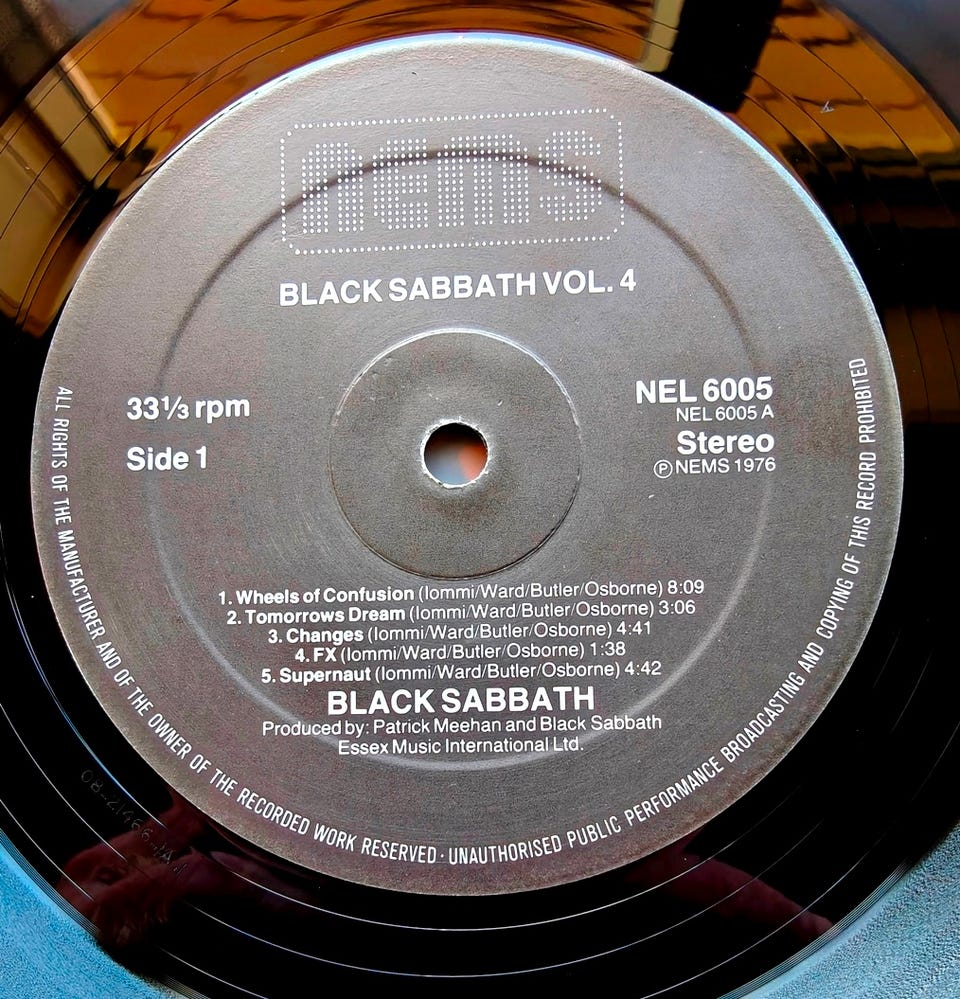 nems
BLACK SABBATH VOL. 4
33⅓ rpm
Side 1
NEL 6005
NEL 6005 A
Stereo
Ⓟ NEMS 1976
1. Wheels of Confusion (Iommi/Ward/Butler/Osborne) 8:09
2. Tomorrows Dream (Iommi/Ward/Butler/Osborne) 3:06
3. Changes (Iommi/Ward/Butler/Osborne) 4:41
4. FX (Iommi/Ward/Butler/Osborne) 1:38
5. Supernaut (Iommi/Ward/Butler/Osborne) 4:42
BLACK SABBATH
Produced by: Patrick Meehan and Black Sabbath
Essex Music International Ltd.
ALL RIGHTS OF THE MANUFACTURER AND OF THE OWNER OF THE RECORDED WORK RESERVED · UNAUTHORISED PUBLIC PERFORMANCE BROADCASTING AND COPYING OF THIS RECORD PROHIBITED